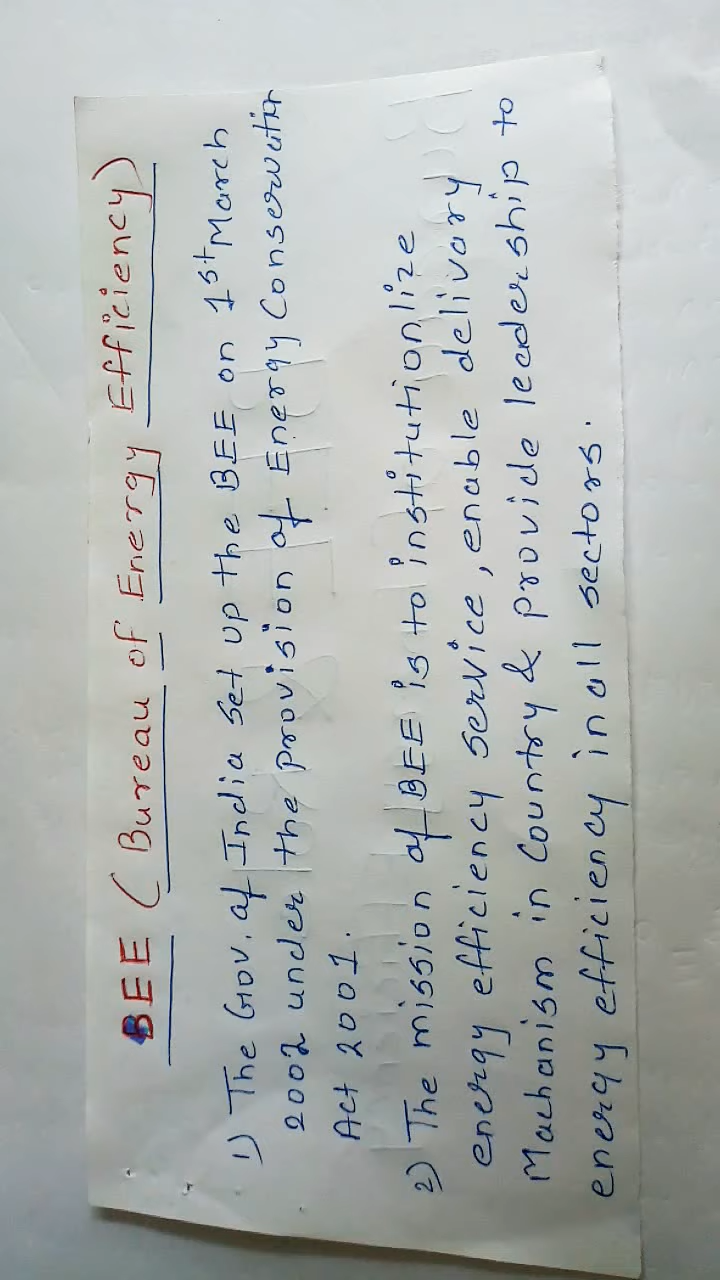 BEE (Bureau of Energy Efficiency)
1) The Gov. of India set up the BEE on 1st March
2002 under the provision of Energy Conservation
Act 2001.
2) The mission of BEE is to institutionlize
energy efficiency service, enable delivary
Machanism in country & provide leadership to
energy efficiency in all sectors.